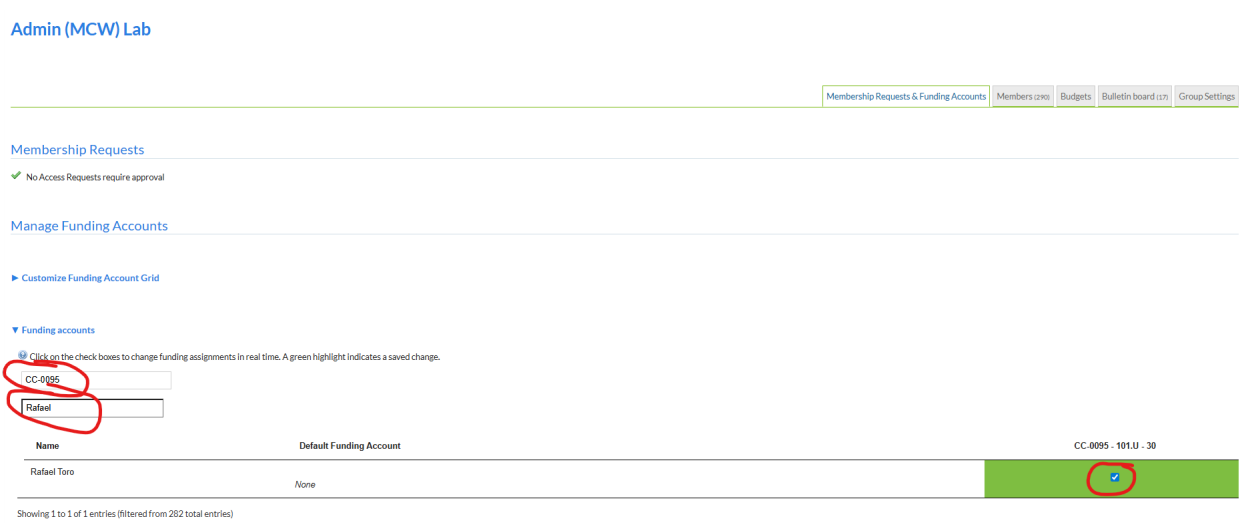 Admin (MCW) Lab
Membership Requests & Funding Accounts Members (290) Budgets Bulletin board (17) Group Settings
Membership Requests
No Access Requests require approval
Manage Funding Accounts
Customize Funding Account Grid
Funding accounts
Click on the check boxes to change funding assignments in real time. A green highlight indicates a saved change.
CC-0095
Rafael
Name Default Funding Account CC-0095 - 101.U - 30
Rafael Toro
None
Showing 1 to 1 of 1 entries (filtered from 282 total entries)